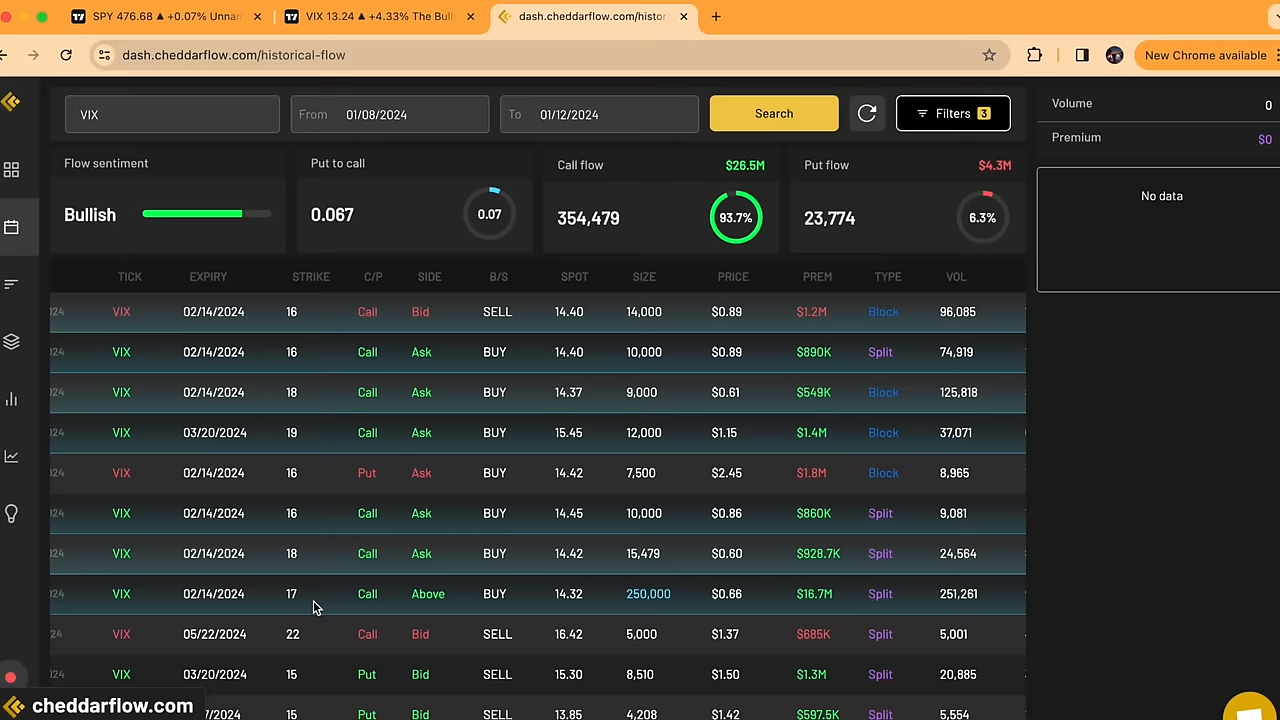 SPY 476.68 ▲ +0.07% Unnan
VIX 13.24 ▲ +4.33% The Bull
dash.cheddarflow.com/histor
dash.cheddarflow.com/historical-flow
New Chrome available
VIX
From 01/08/2024
To 01/12/2024
Search
Filters 3
Volume 0
Premium $0
No data
Flow sentiment
Bullish
Put to call
0.067
0.07
Call flow $26.5M
354,479
93.7%
Put flow $4.3M
23,774
6.3%
TICK EXPIRY STRIKE C/P SIDE B/S SPOT SIZE PRICE PREM TYPE VOL
024 VIX 02/14/2024 16 Call Bid SELL 14.40 14,000 $0.89 $1.2M Block 96,085
024 VIX 02/14/2024 16 Call Ask BUY 14.40 10,000 $0.89 $890K Split 74,919
024 VIX 02/14/2024 18 Call Ask BUY 14.37 9,000 $0.61 $549K Block 125,818
024 VIX 03/20/2024 19 Call Ask BUY 15.45 12,000 $1.15 $1.4M Block 37,071
024 VIX 02/14/2024 16 Put Ask BUY 14.42 7,500 $2.45 $1.8M Block 8,965
024 VIX 02/14/2024 16 Call Ask BUY 14.45 10,000 $0.86 $860K Split 9,081
024 VIX 02/14/2024 18 Call Ask BUY 14.42 15,479 $0.60 $928.7K Split 24,564
024 VIX 02/14/2024 17 Call Above BUY 14.32 250,000 $0.66 $16.7M Split 251,261
24 VIX 05/22/2024 22 Call Bid SELL 16.42 5,000 $1.37 $685K Split 5,001
024 VIX 03/20/2024 15 Put Bid SELL 15.30 8,510 $1.50 $1.3M Split 20,885
7/2024 15 Put Bid SELL 13.85 4,208 $1.42 $597.5K Split 5,554
cheddarflow.com